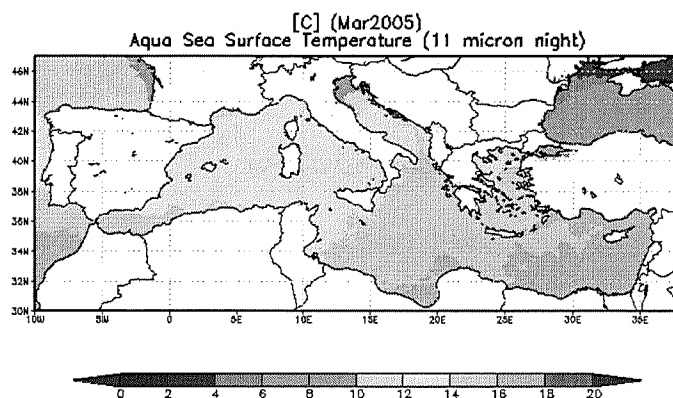 [C] (Mar2005)
Aqua Sea Surface Temperature (11 micron night)
46N
44N
42N
40N
38N
36N
34N
32N
30N
10W 5W 0 5E 10E 15E 20E 25E 30E 35E
0 2 4 6 8 10 12 14 16 18 20